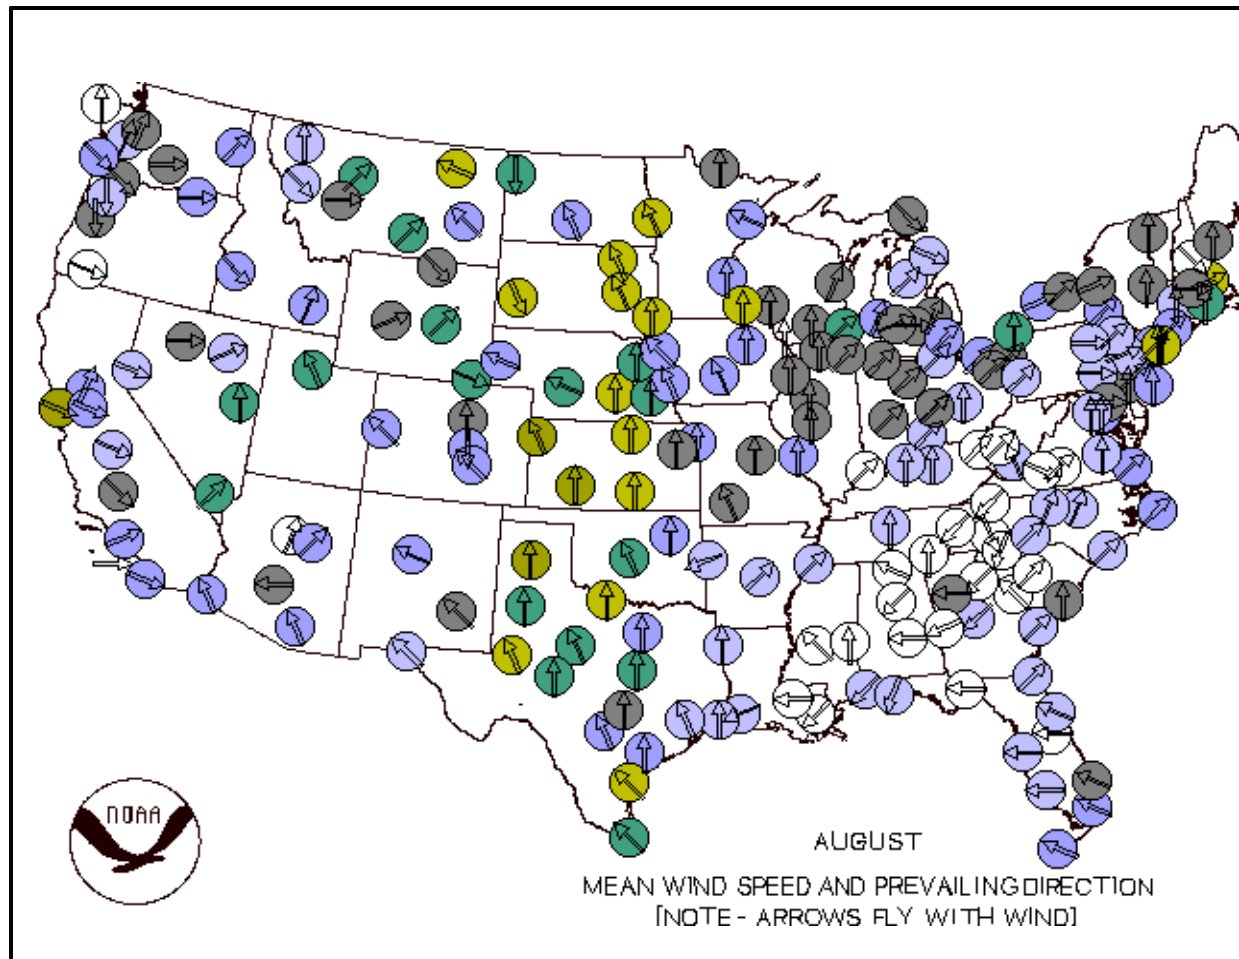 NOAA
AUGUST
MEAN WIND SPEED AND PREVAILING DIRECTION
[NOTE - ARROWS FLY WITH WIND]